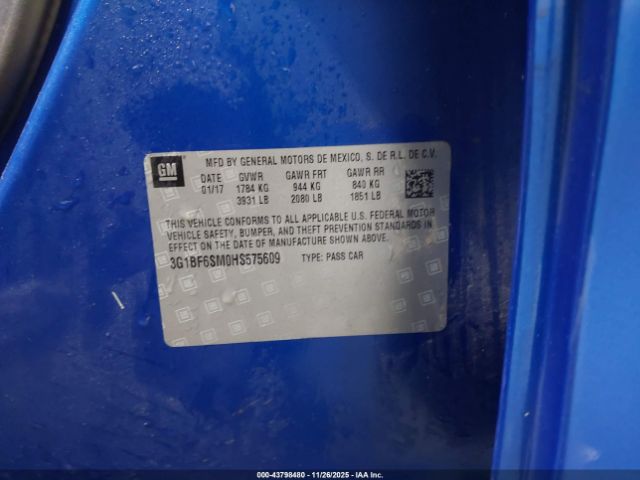 GM
MFD BY GENERAL MOTORS DE MEXICO, S. DE R.L. DE C.V.
DATE GVWR GAWR FRT GAWR RR
01/17 1784 KG 944 KG 840 KG
3931 LB 2080 LB 1851 LB
THIS VEHICLE CONFORMS TO ALL APPLICABLE U.S. FEDERAL MOTOR
VEHICLE SAFETY, BUMPER, AND THEFT PREVENTION STANDARDS IN
EFFECT ON THE DATE OF MANUFACTURE SHOWN ABOVE.
3G1BF6SM0HS575609 TYPE: PASS CAR
000-43798480 - 11/26/2025 - IAAI - Copart